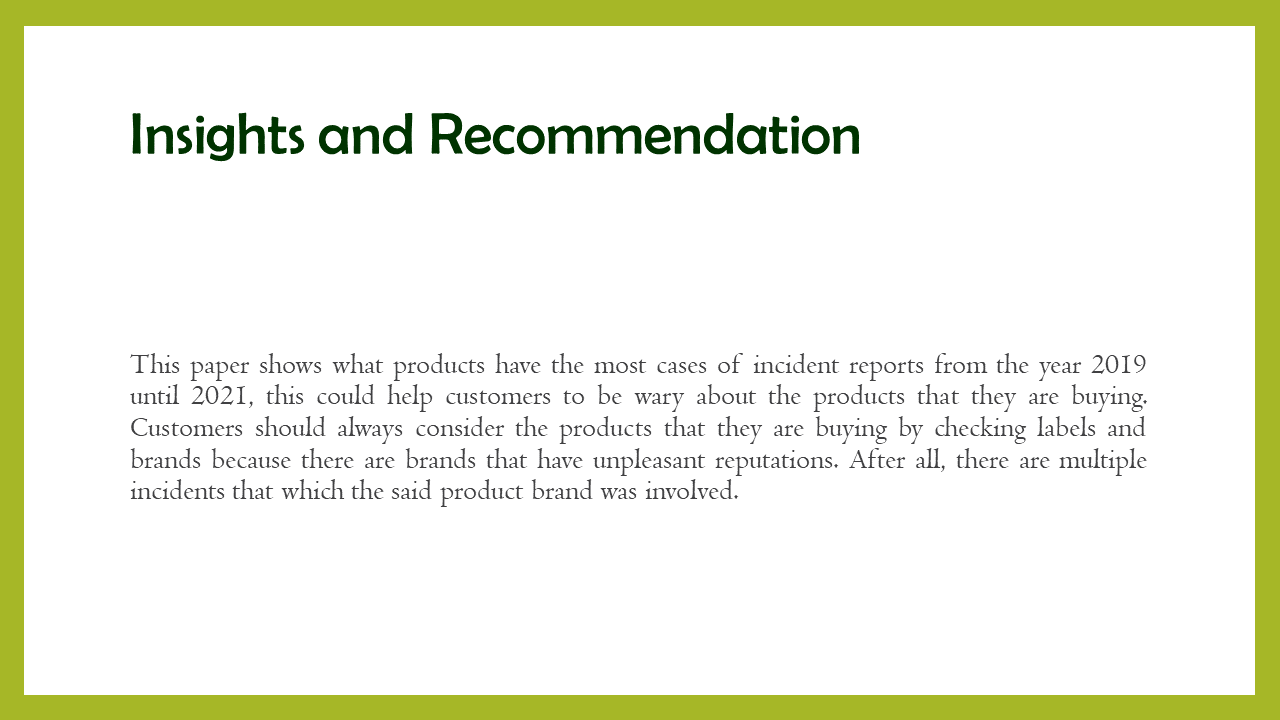 Insights and Recommendation
This paper shows what products have the most cases of incident reports from the year 2019
until 2021, this could help customers to be wary about the products that they are buying.
Customers should always consider the products that they are buying by checking labels and
brands because there are brands that have unpleasant reputations. After all, there are multiple
incidents that which the said product brand was involved.